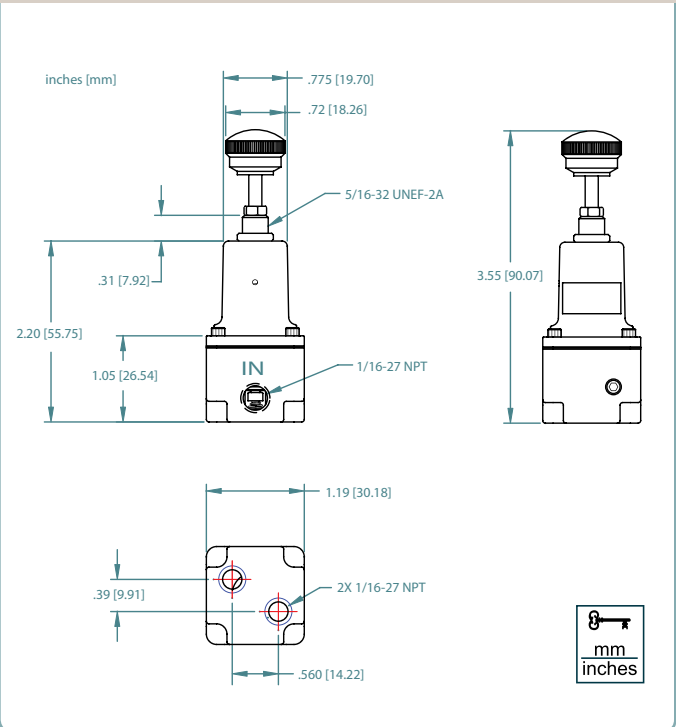 inches [mm]
.775 [19.70]
.72 [18.26]
5/16-32 UNEF-2A
.31 [7.92]
3.55 [90.07]
2.20 [55.75]
1.05 [26.54]
IN
1/16-27 NPT
1.19 [30.18]
.39 [9.91]
2X 1/16-27 NPT
.560 [14.22]
mm
inches